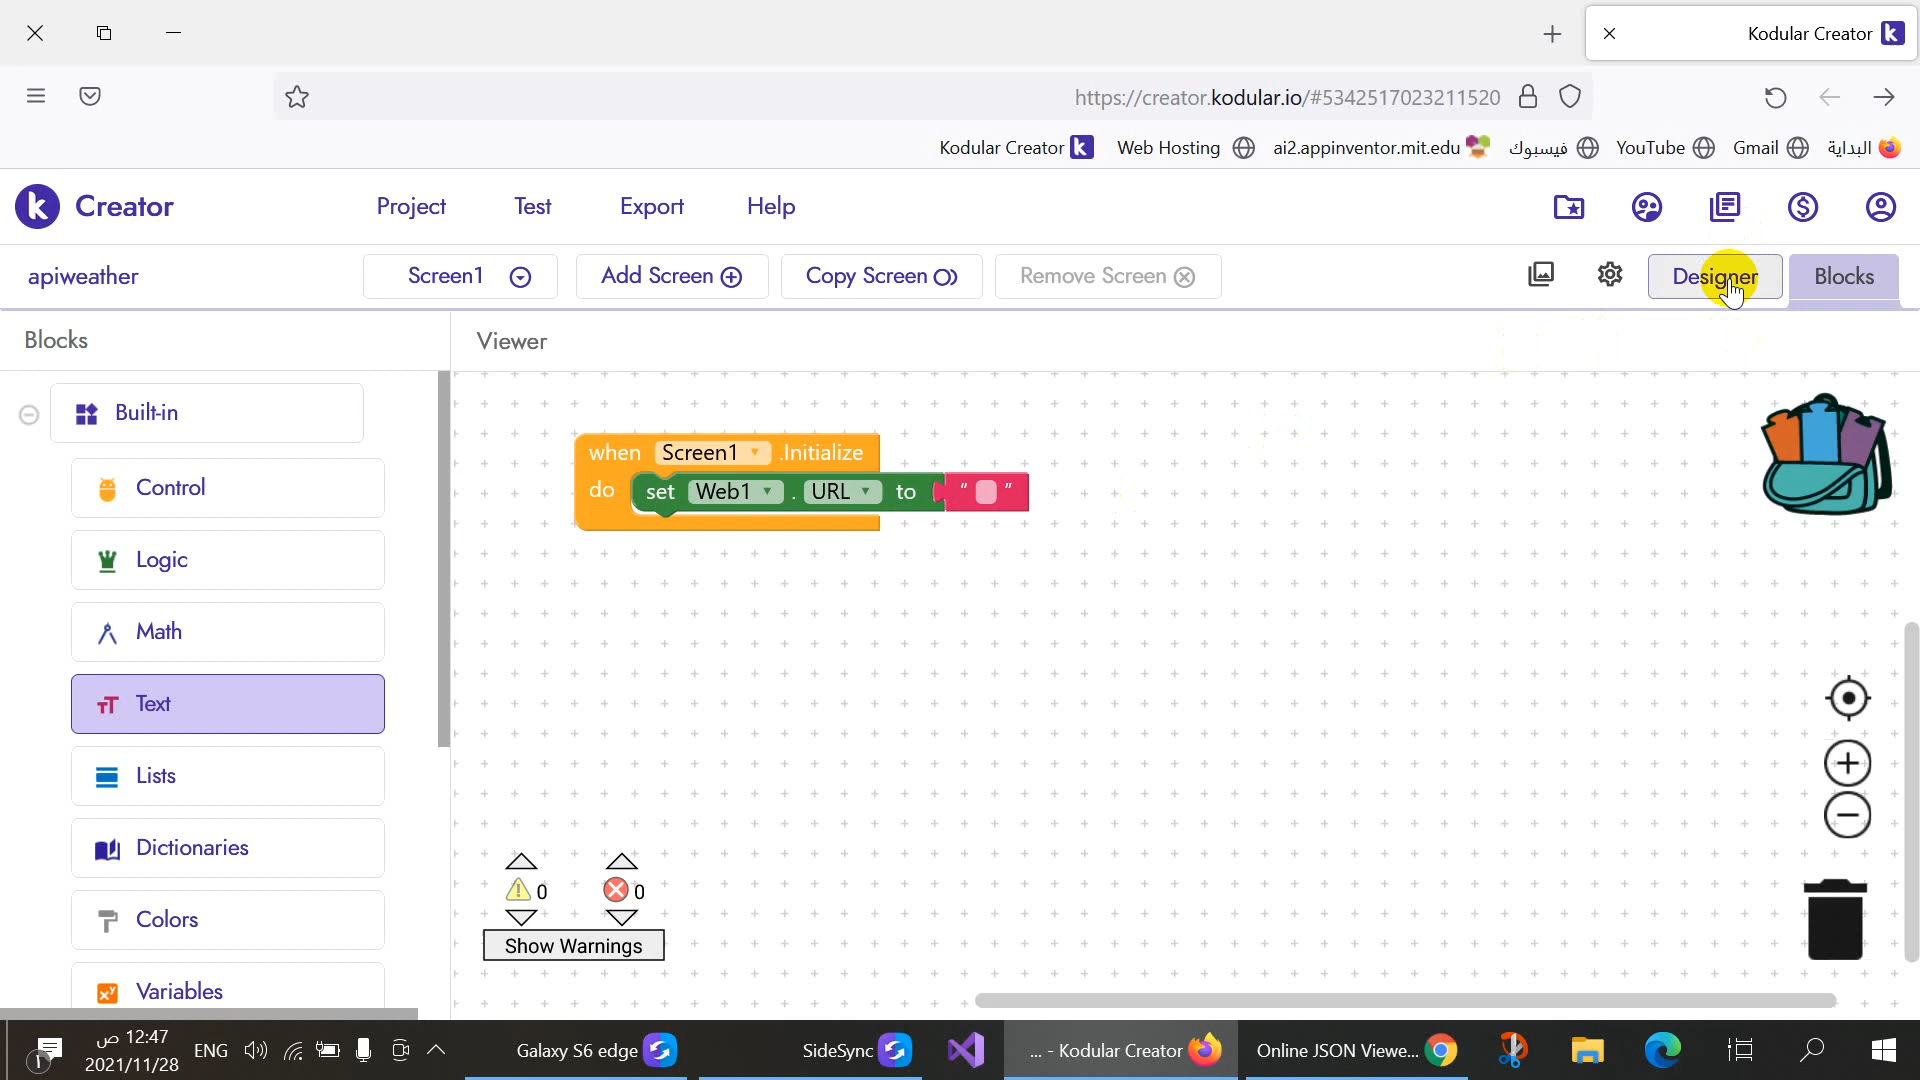 Kodular Creator
https://creator.kodular.io/#5342517023211520
Kodular Creator Web Hosting ai2.appinventor.mit.edu فيسبوك YouTube Gmail البداية
Creator Project Test Export Help
apiweather Screen1 Add Screen Copy Screen Remove Screen Designer Blocks
Blocks Viewer
Built-in
Control
Logic
Math
Text
Lists
Dictionaries
Colors
Variables
when Screen1 .Initialize
do set Web1 . URL to " "
0 0
Show Warnings
12:47 ص
2021/11/28
1
ENG
Galaxy S6 edge
SideSync
... - Kodular Creator
Online JSON Viewe...